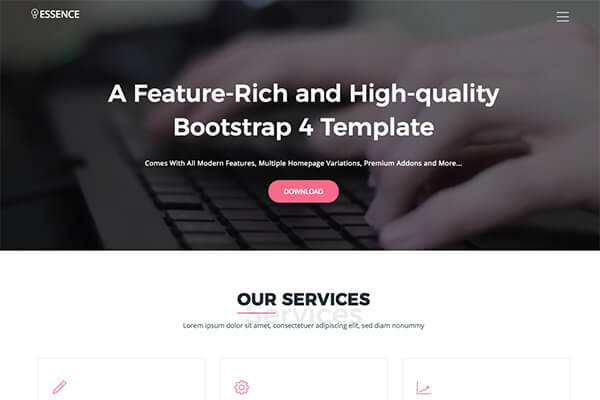 ESSENCE
A Feature-Rich and High-quality
Bootstrap 4 Template
Comes With All Modern Features, Multiple Homepage Variations, Premium Addons and More...
DOWNLOAD
OUR SERVICES
Services
Lorem ipsum dolor sit amet, consectetuer adipiscing elit, sed diam nonummy